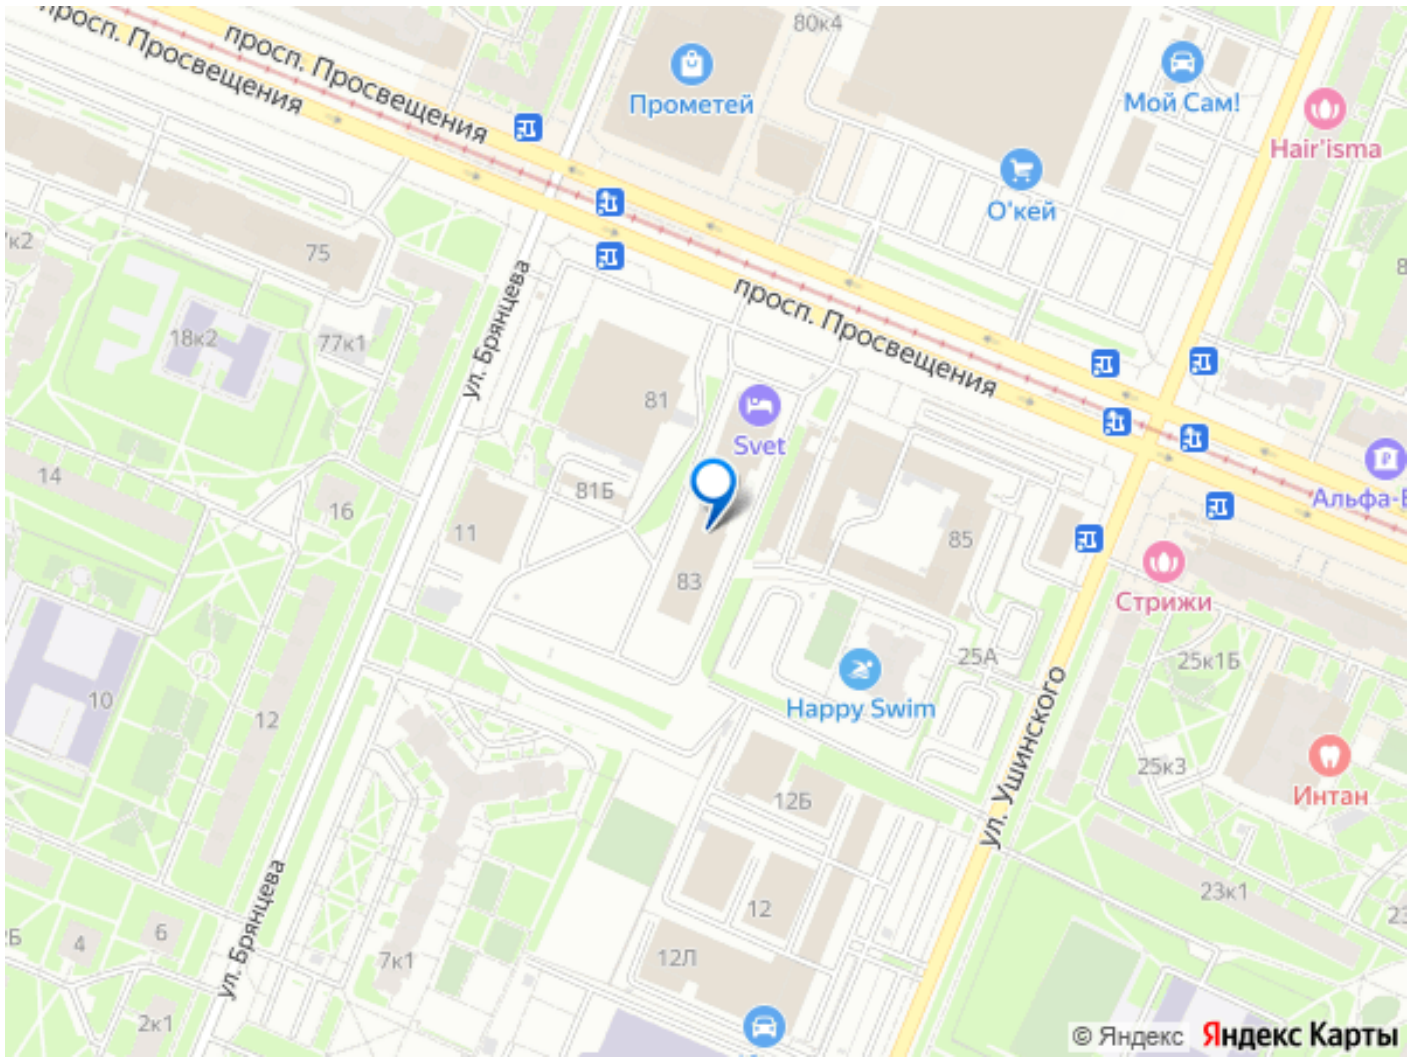 просп. Просвещения
просп. Просвещения
80к4
Прометей
Мой Сам!
Hair'isma
О'кей
75
18к2
77к1
ул. Брянцева
просп. Просвещения
81
Svet
81Б
14
16
11
83
85
Альфа-
Стрижи
25А
25к1Б
Happy Swim
10
12
ул. Ушинского
25к3
Интан
12Б
12
23к1
ул. Брянцева
4
6
7к1
12Л
2к1
© Яндекс Яндекс Карты